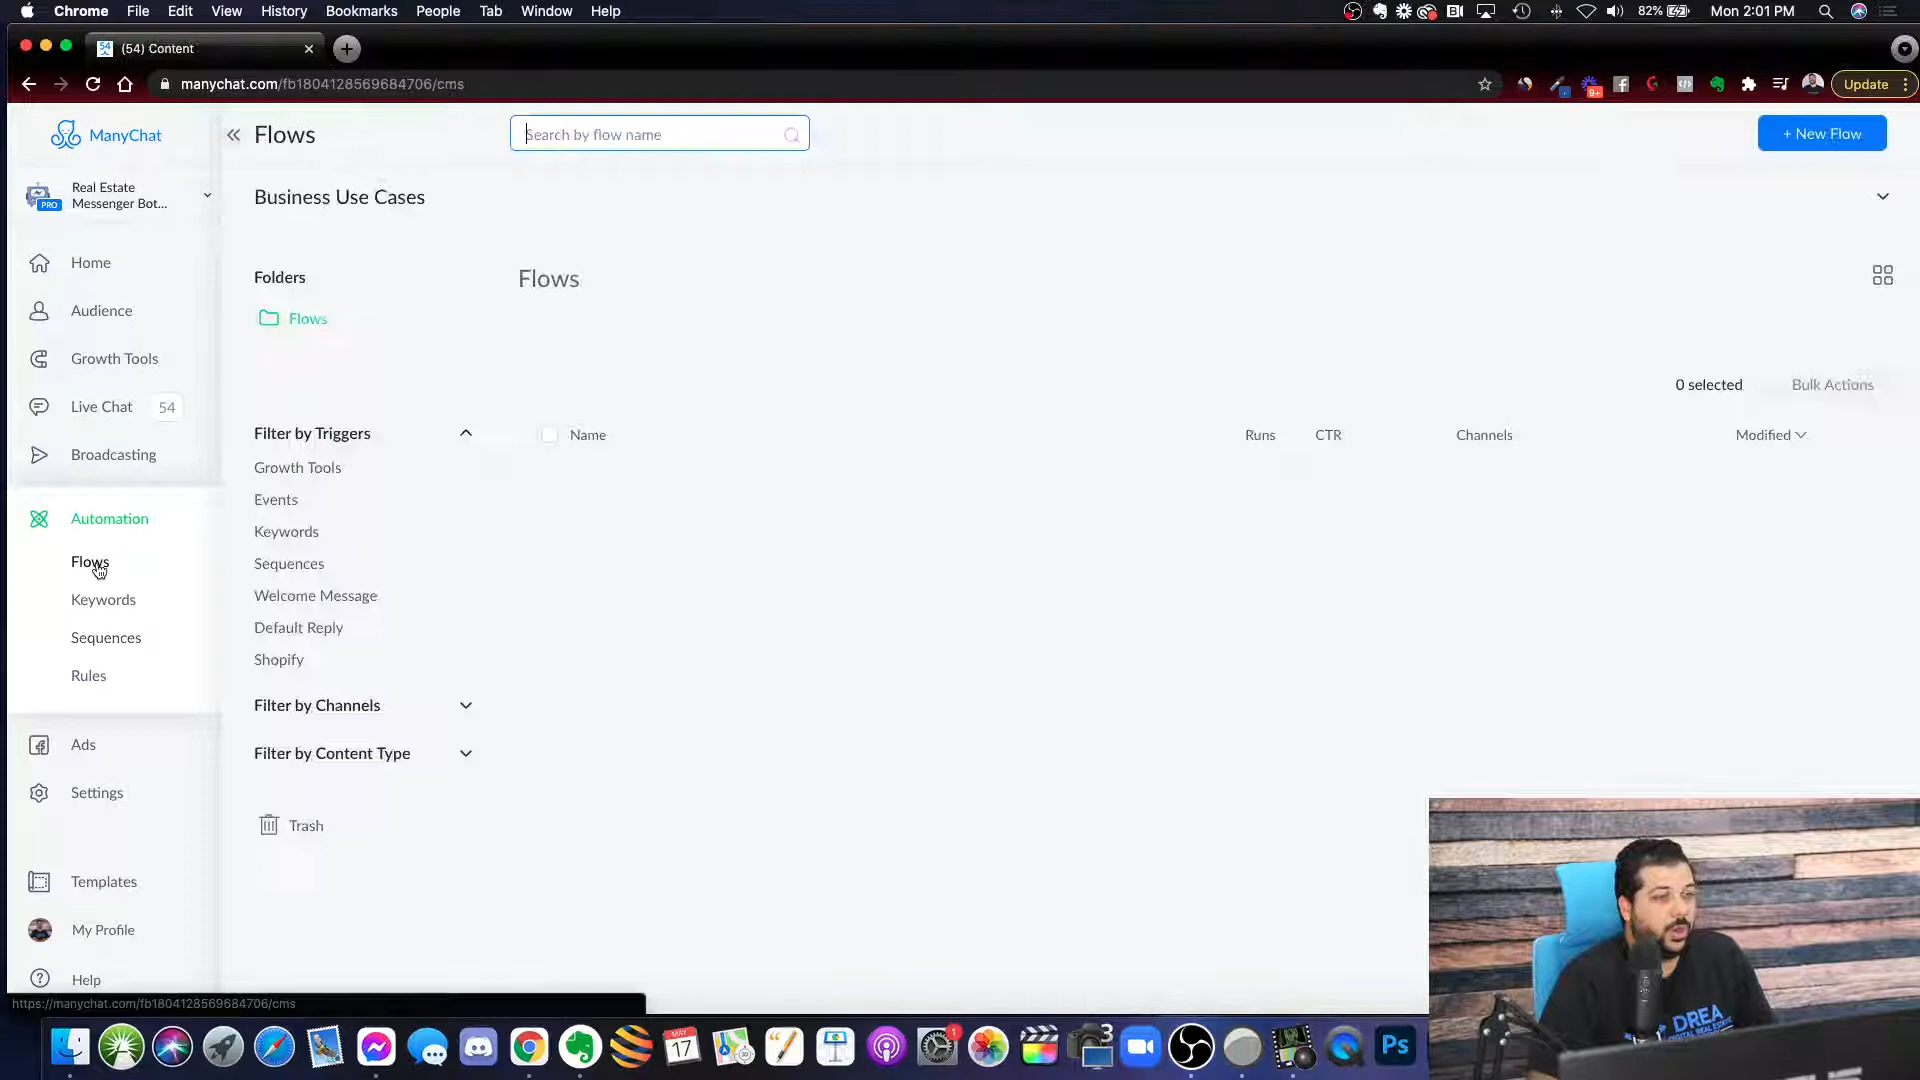 Chrome File Edit View History Bookmarks People Tab Window Help
82% Mon 2:01 PM
54 (54) Content
manychat.com/fb1804128569684706/cms
9+
Update
ManyChat
Flows
Search by flow name
+ New Flow
Real Estate
Messenger Bot...
PRO
Business Use Cases
Home
Audience
Growth Tools
Live Chat 54
Broadcasting
Automation
Flows
Keywords
Sequences
Rules
Ads
Settings
Templates
My Profile
Help
Folders
Flows
Filter by Triggers
Growth Tools
Events
Keywords
Sequences
Welcome Message
Default Reply
Shopify
Filter by Channels
Filter by Content Type
Trash
Flows
0 selected Bulk Actions
Name Runs CTR Channels Modified
https://manychat.com/fb1804128569684706/cms
MAY
17
1
3
Ps
DREA